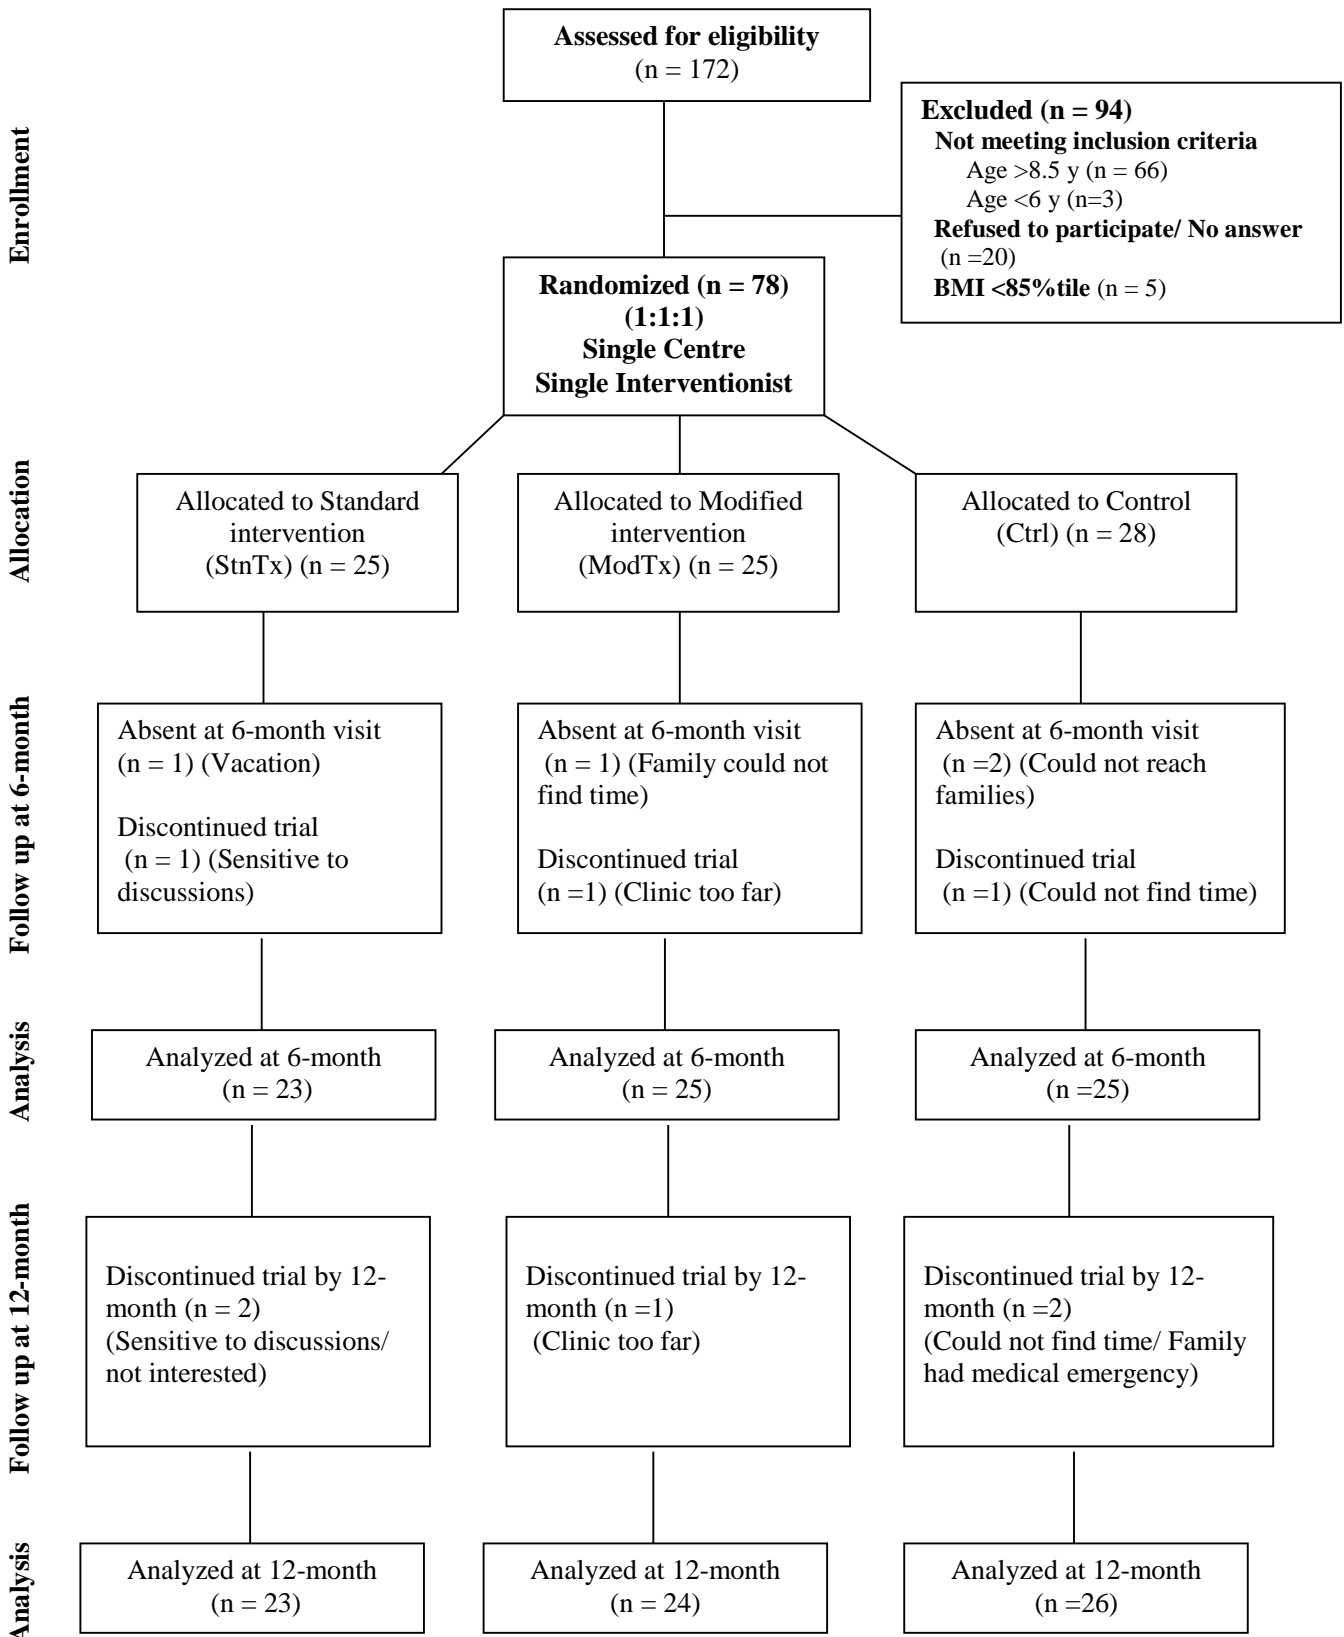 Assessed for eligibility
(n = 172)
Excluded (n = 94)
Not meeting inclusion criteria
Age >8.5 y (n = 66)
Age <6 y (n=3)
Refused to participate/ No answer
(n =20)
BMI <85%tile (n = 5)
Enrollment
Randomized (n = 78)
(1:1:1)
Single Centre
Single Interventionist
Allocation
Allocated to Standard
intervention
(StnTx) (n = 25)
Allocated to Modified
intervention
(ModTx) (n = 25)
Allocated to Control
(Ctrl) (n = 28)
Follow up at 6-month
Absent at 6-month visit
(n = 1) (Vacation)
Discontinued trial
(n = 1) (Sensitive to
discussions)
Absent at 6-month visit
(n = 1) (Family could not
find time)
Discontinued trial
(n =1) (Clinic too far)
Absent at 6-month visit
(n =2) (Could not reach
families)
Discontinued trial
(n =1) (Could not find time)
Analysis
Analyzed at 6-month
(n = 23)
Analyzed at 6-month
(n = 25)
Analyzed at 6-month
(n =25)
Follow up at 12-month
Discontinued trial by 12-
month (n = 2)
(Sensitive to discussions/
not interested)
Discontinued trial by 12-
month (n =1)
(Clinic too far)
Discontinued trial by 12-
month (n =2)
(Could not find time/ Family
had medical emergency)
Analysis
Analyzed at 12-month
(n = 23)
Analyzed at 12-month
(n = 24)
Analyzed at 12-month
(n =26)